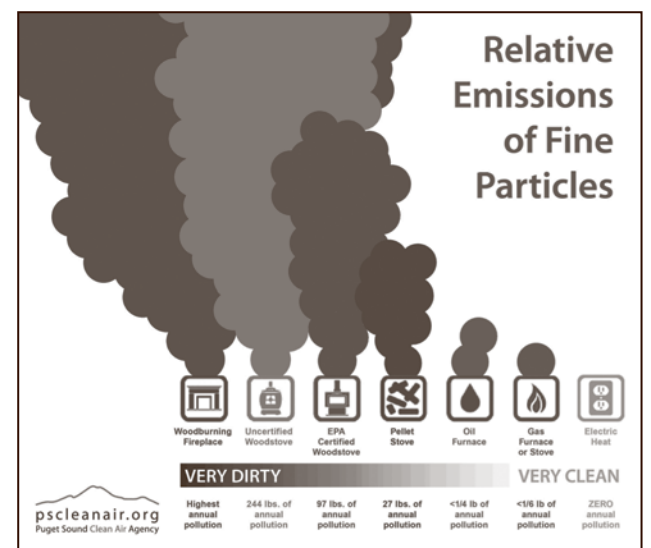 Relative
Emissions
of Fine
Particles
Woodburning
Fireplace
Uncertified
Woodstove
EPA
Certified
Woodstove
Pellet
Stove
Oil
Furnace
Gas
Furnace
or Stove
Electric
Heat
VERY DIRTY
VERY CLEAN
Highest
annual
pollution
244 lbs. of
annual
pollution
97 lbs. of
annual
pollution
27 lbs. of
annual
pollution
<1/4 lb of
annual
pollution
<1/6 lb of
annual
pollution
ZERO
annual
pollution
pscleanair.org
Puget Sound Clean Air Agency